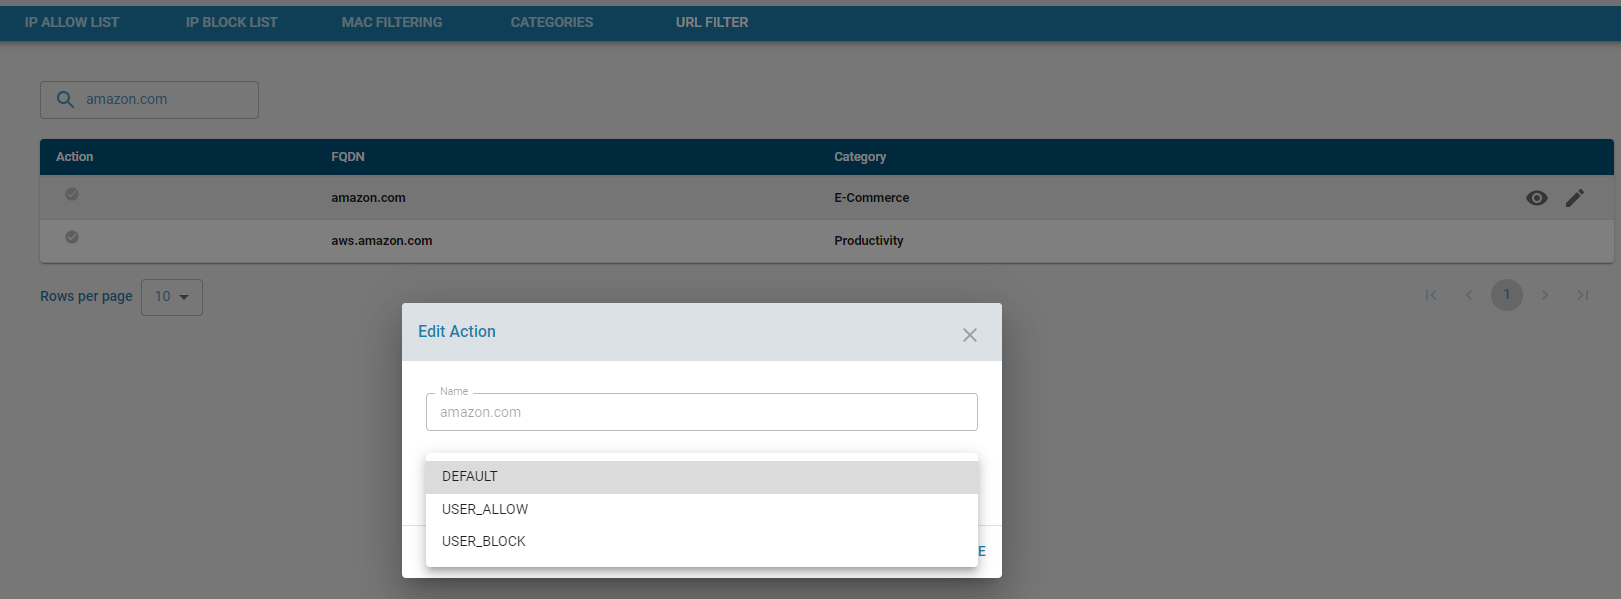 IP ALLOW LIST IP BLOCK LIST MAC FILTERING CATEGORIES URL FILTER
amazon.com
Action FQDN Category
amazon.com E-Commerce
aws.amazon.com Productivity
Rows per page 10
1
Edit Action
Name
amazon.com
DEFAULT
USER_ALLOW
USER_BLOCK
E